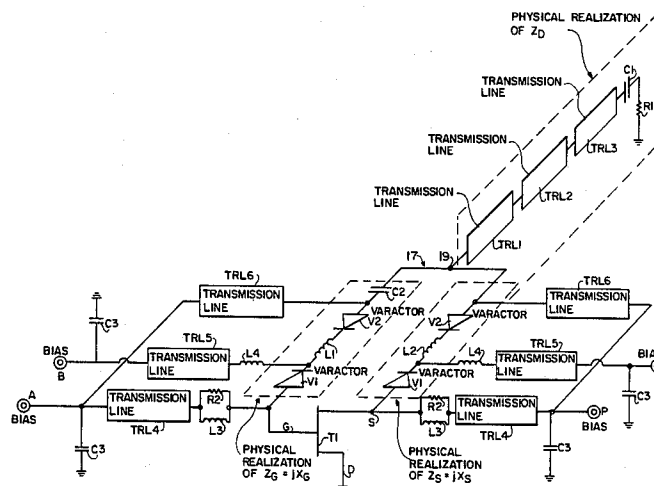 PHYSICAL REALIZATION
OF ZD
TRANSMISSION
LINE
C1
R1
TRL3
TRANSMISSION
LINE
TRL2
TRANSMISSION
LINE
TRL1
17
19
TRL6
TRANSMISSION
LINE
C2
TRL6
TRANSMISSION
LINE
C3
V2
VARACTOR
V2
VARACTOR
BIAS
B
TRL5
TRANSMISSION
LINE
L4
L1
L2
L4
TRL5
TRANSMISSION
LINE
BIA
V1
VARACTOR
V1
VARACTOR
A
BIAS
TRL4
TRANSMISSION
LINE
R2
L3
R2
L3
TRANSMISSION
LINE
TRL4
P
BIAS
C3
C3
C3
G
T1
S
D
PHYSICAL
REALIZATION
OF ZG = jXG
PHYSICAL
REALIZATION
OF ZS = jXS